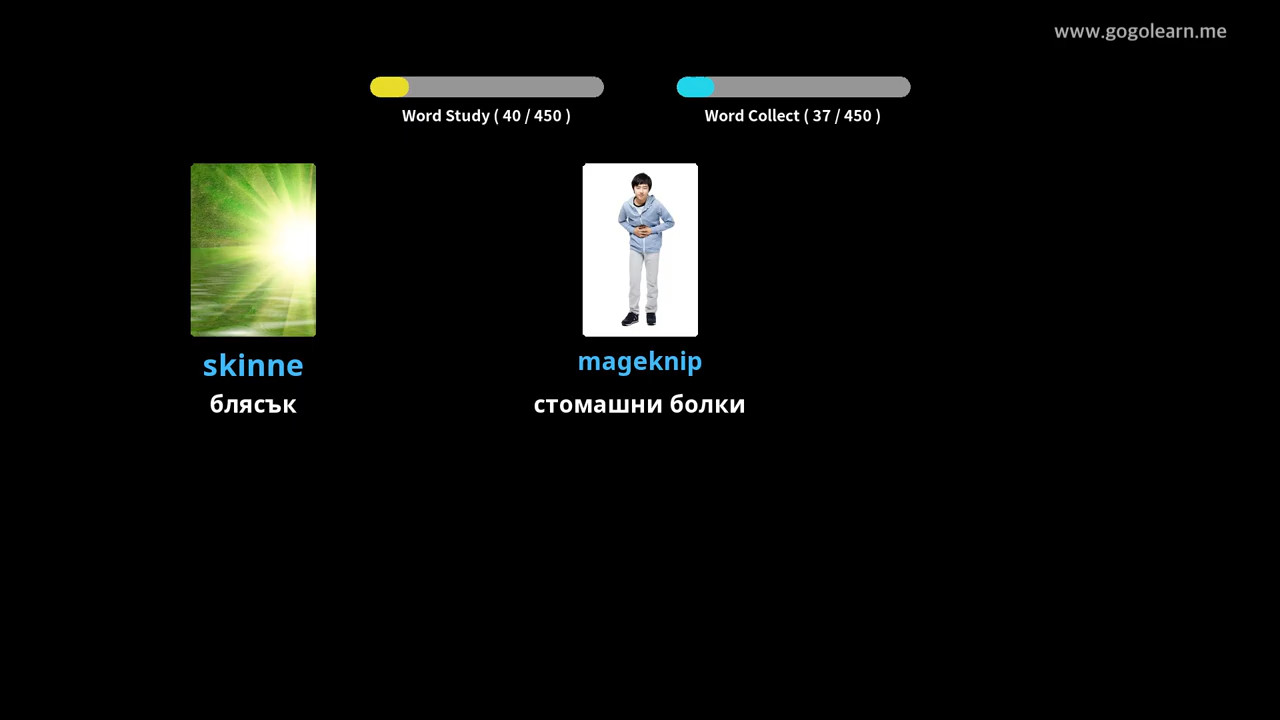 www.gogolearn.me
Word Study ( 40 / 450 )
Word Collect ( 37 / 450 )
skinne
mageknip
блясък
стомашни болки